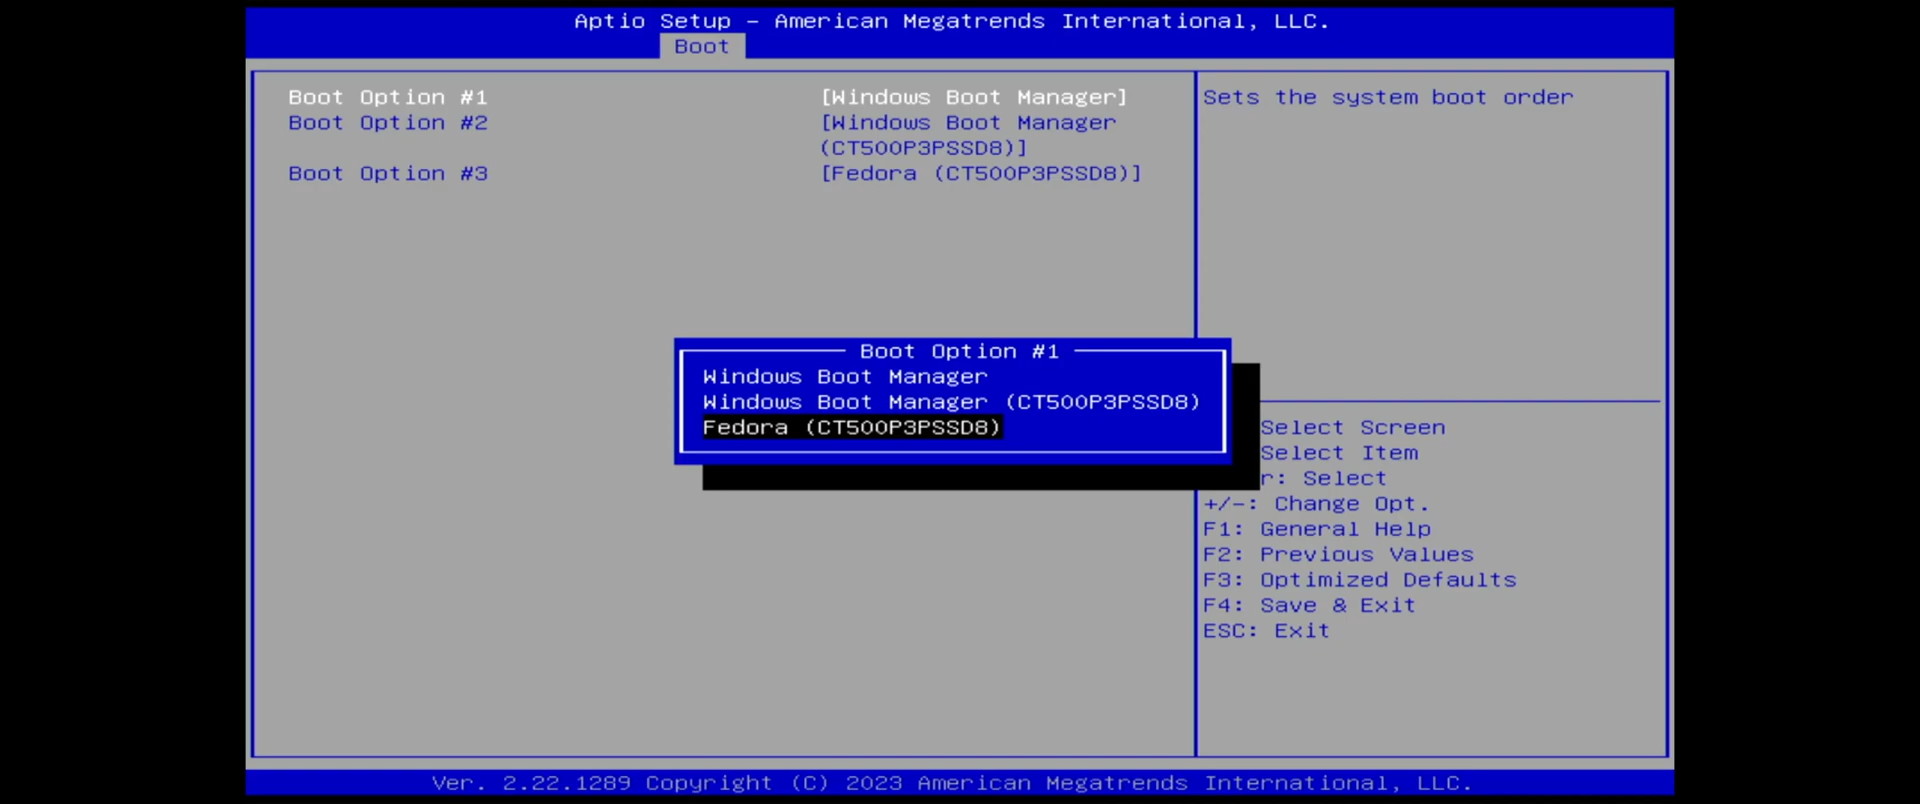 Aptio Setup – American Megatrends International, LLC.
Boot
Boot Option #1 [Windows Boot Manager]
Boot Option #2 [Windows Boot Manager
(CT500P3PSSD8)]
Boot Option #3 [Fedora (CT500P3PSSD8)]
Sets the system boot order
Boot Option #1
Windows Boot Manager
Windows Boot Manager (CT500P3PSSD8)
Fedora (CT500P3PSSD8)
Select Screen
Select Item
r: Select
+/-: Change Opt.
F1: General Help
F2: Previous Values
F3: Optimized Defaults
F4: Save & Exit
ESC: Exit
Ver. 2.22.1289 Copyright (C) 2023 American Megatrends International, LLC.